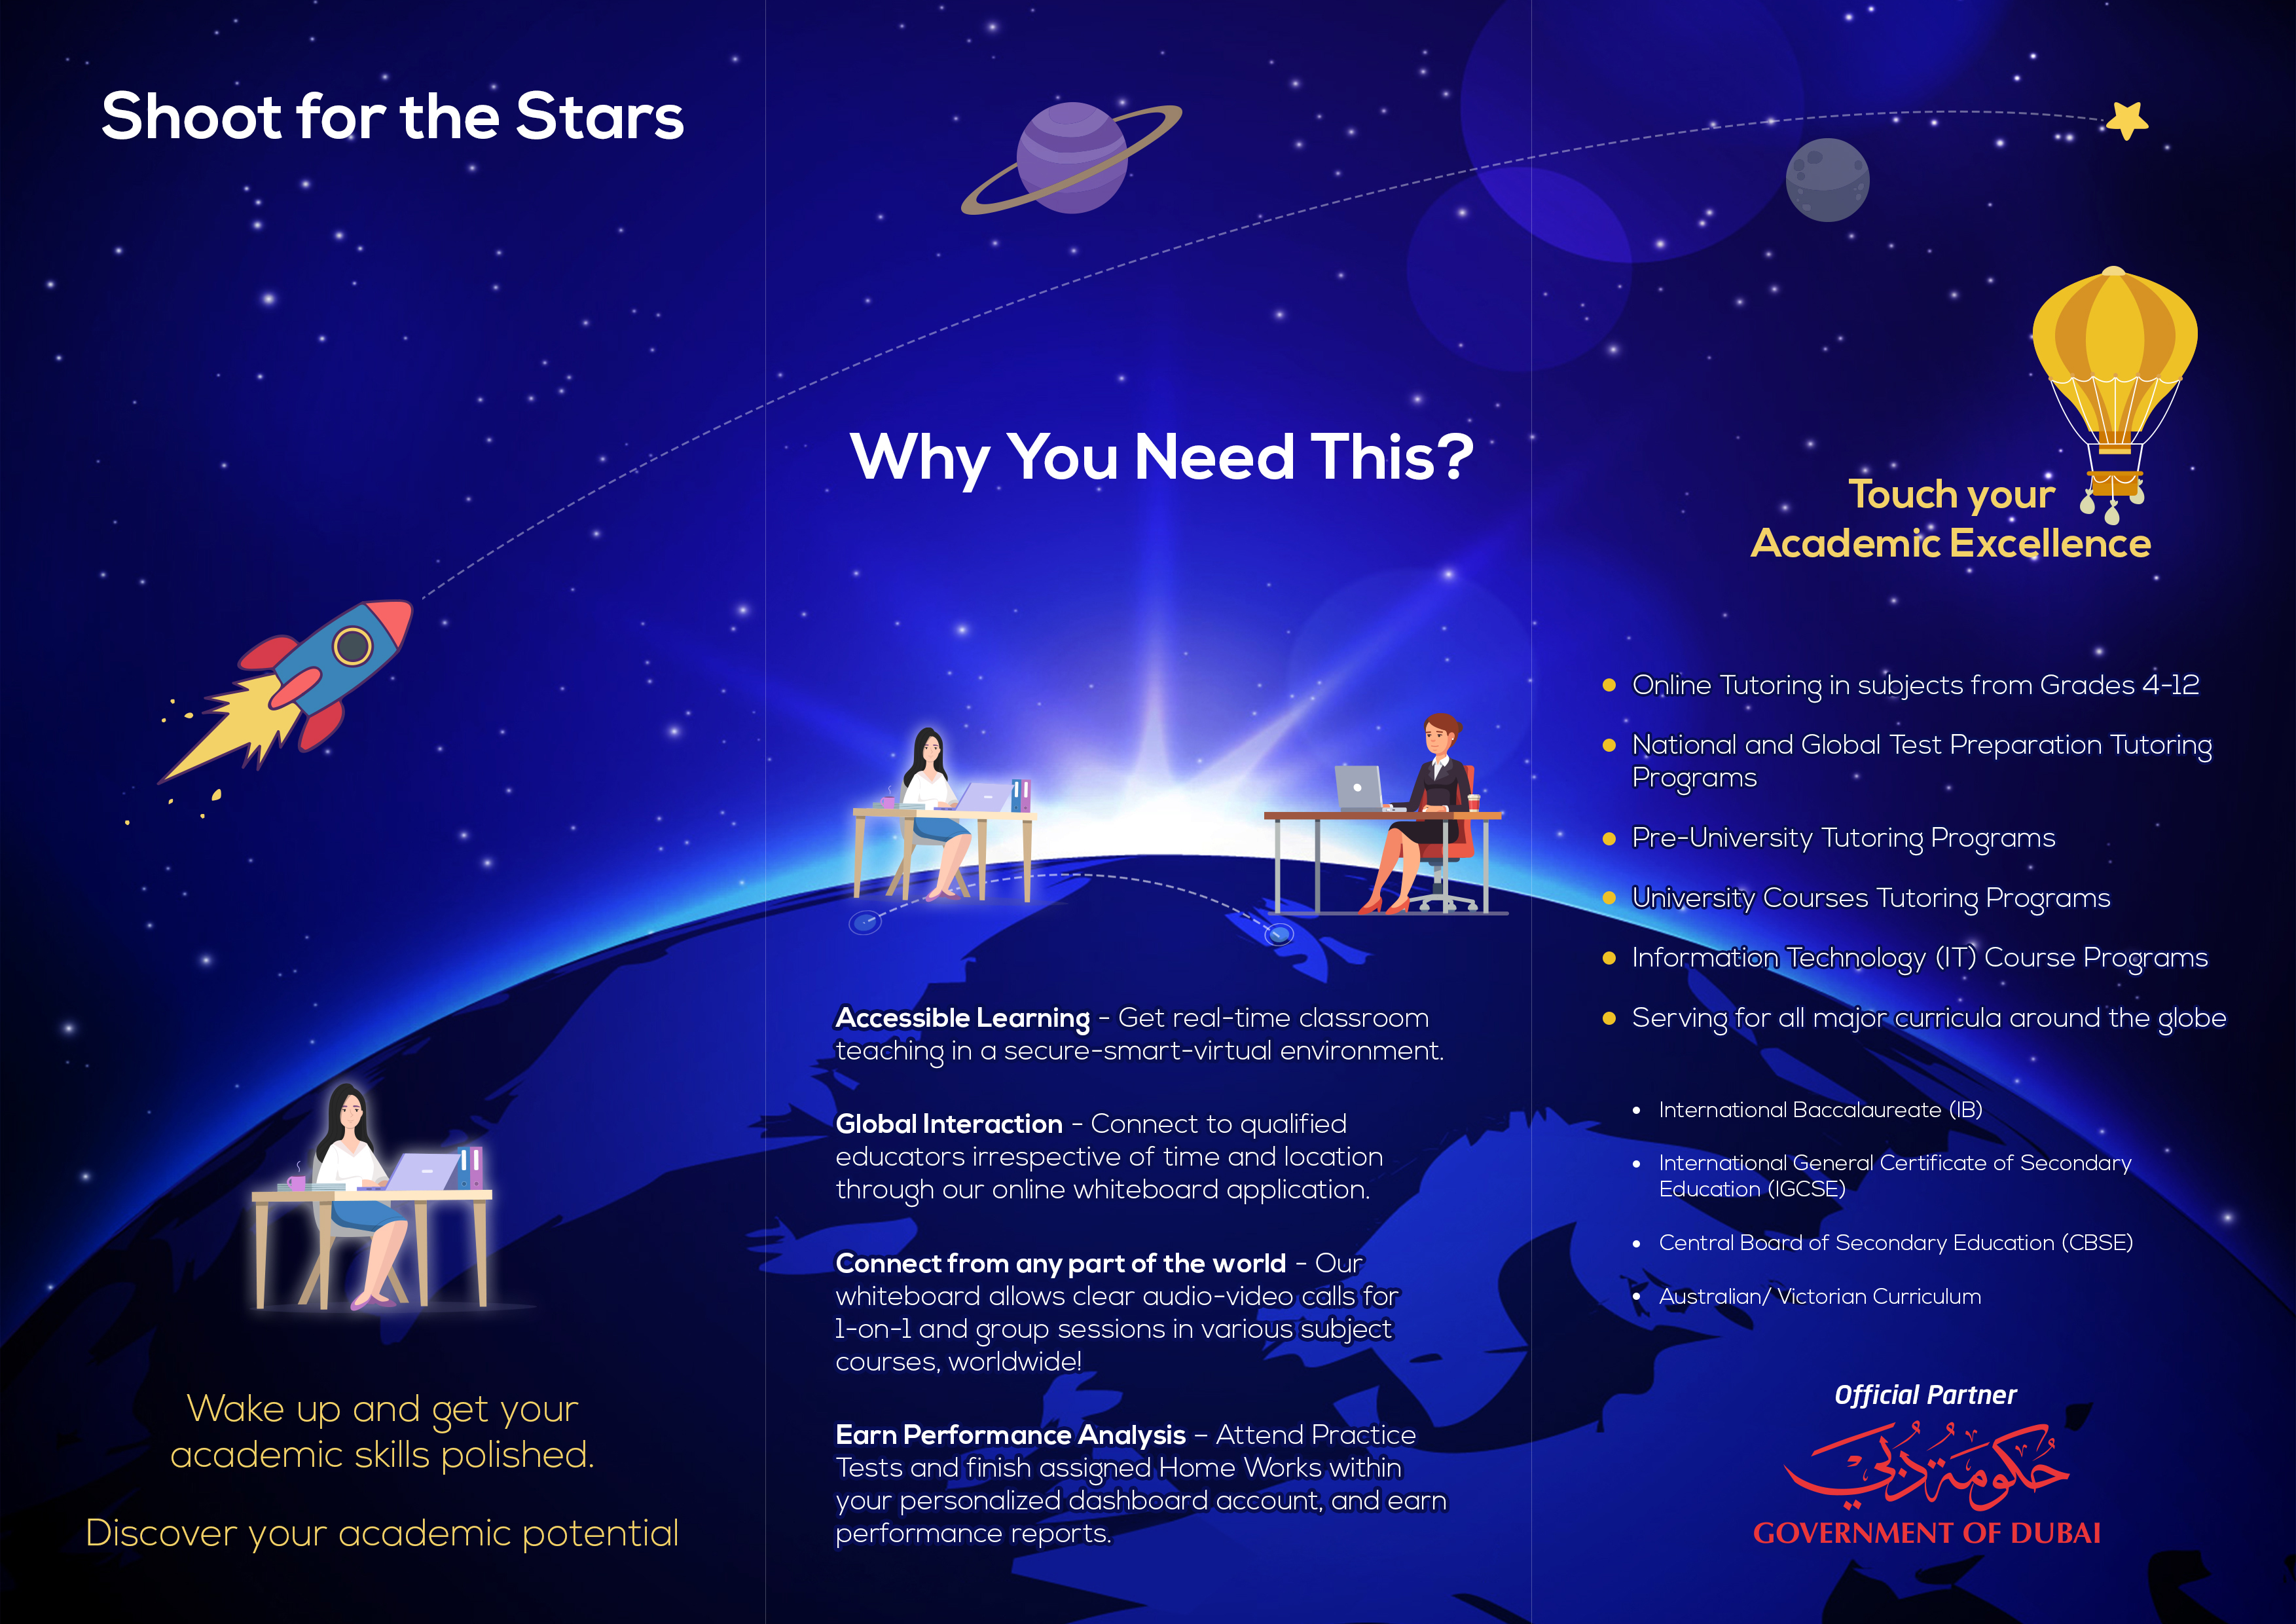 Shoot for the Stars
Wake up and get your
academic skills polished.
Discover your academic potential
Why You Need This?
Accessible Learning - Get real-time classroom
teaching in a secure-smart-virtual environment.
Global Interaction - Connect to qualified
educators irrespective of time and location
through our online whiteboard application.
Connect from any part of the world - Our
whiteboard allows clear audio-video calls for
1-on-1 and group sessions in various subject
courses, worldwide!
Earn Performance Analysis – Attend Practice
Tests and finish assigned Home Works within
your personalized dashboard account, and earn
performance reports.
Touch your
Academic Excellence
Online Tutoring in subjects from Grades 4-12
National and Global Test Preparation Tutoring
Programs
Pre-University Tutoring Programs
University Courses Tutoring Programs
Information Technology (IT) Course Programs
Serving for all major curricula around the globe
International Baccalaureate (IB)
International General Certificate of Secondary
Education (IGCSE)
Central Board of Secondary Education (CBSE)
Australian/ Victorian Curriculum
Official Partner
حكومة دبي
GOVERNMENT OF DUBAI